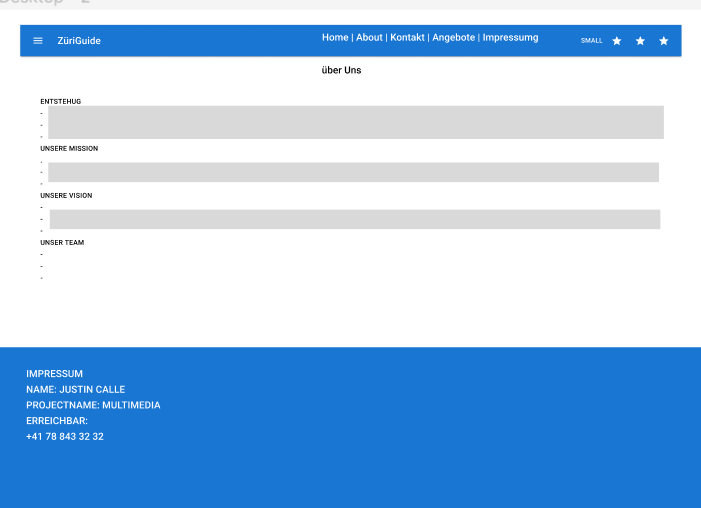 Desktop - 2
ZüriGuide
Home | About | Kontakt | Angebote | Impressumg
SMALL
über Uns
ENTSTEHUG
-
-
-
UNSERE MISSION
.
-
-
UNSERE VISION
-
-
-
UNSER TEAM
-
-
-
IMPRESSUM
NAME: JUSTIN CALLE
PROJECTNAME: MULTIMEDIA
ERREICHBAR:
+41 78 843 32 32